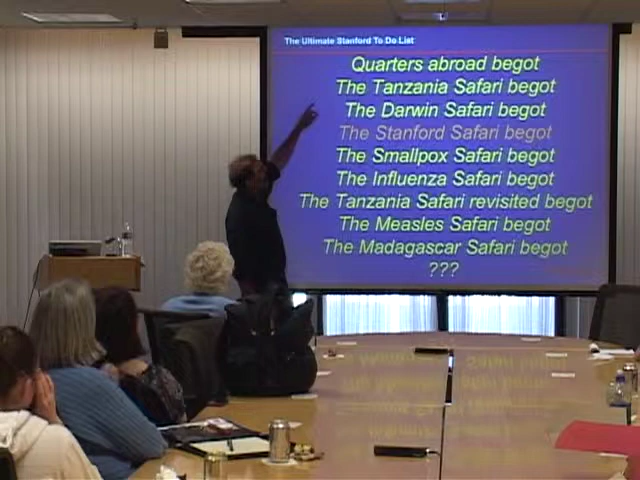 The Ultimate Stanford To Do List
Quarters abroad begot
The Tanzania Safari begot
The Darwin Safari begot
The Stanford Safari begot
The Smallpox Safari begot
The Influenza Safari begot
The Tanzania Safari revisited begot
The Measles Safari begot
The Madagascar Safari begot
???